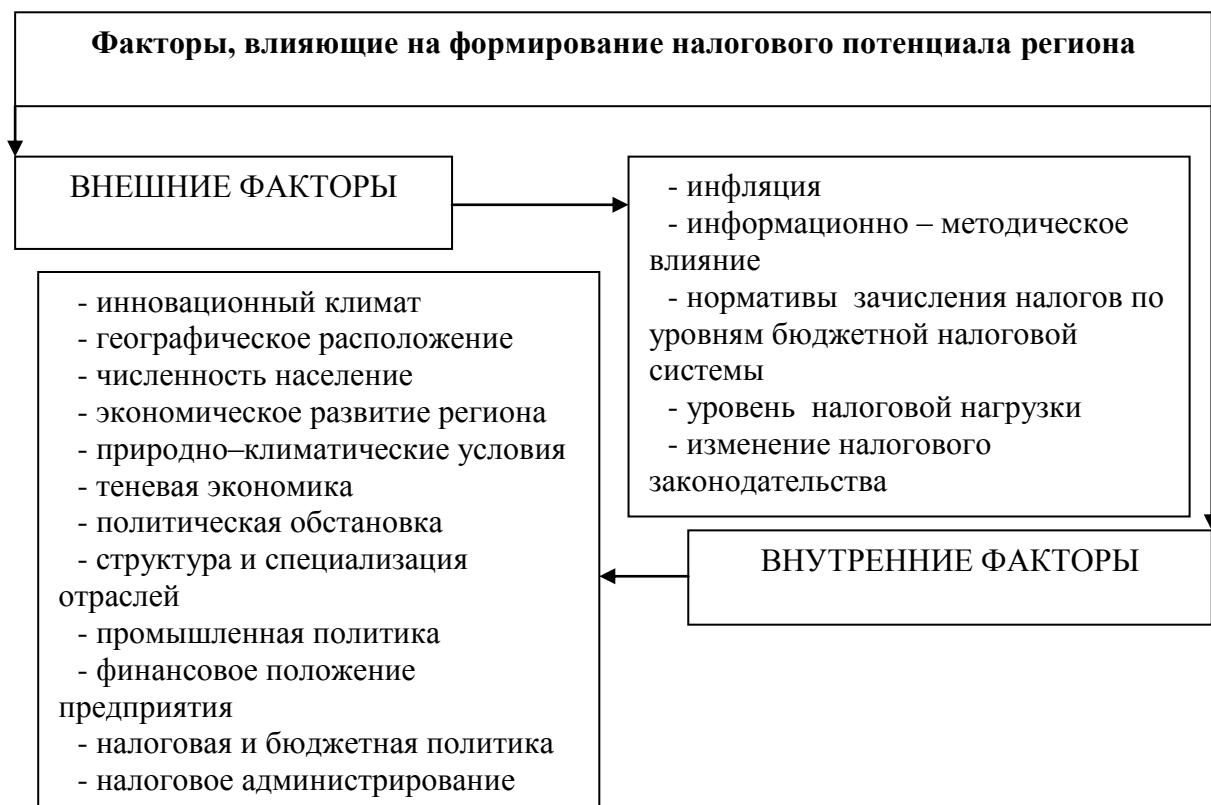 Факторы, влияющие на формирование налогового потенциала региона
ВНЕШНИЕ ФАКТОРЫ
- инфляция
- информационно – методическое
влияние
- нормативы  зачисления налогов по
уровням бюджетной налоговой
системы
- уровень  налоговой нагрузки
- изменение налогового
законодательства
ВНУТРЕННИЕ ФАКТОРЫ
- инновационный климат
- географическое расположение
- численность население
- экономическое развитие региона
- природно–климатические условия
- теневая экономика
- политическая обстановка
- структура и специализация
отраслей
- промышленная политика
- финансовое положение
предприятия
- налоговая и бюджетная политика
- налоговое администрирование